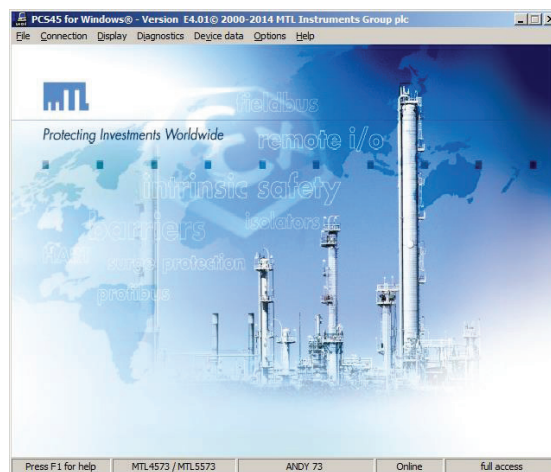 PCS45 for Windows® - Version E4.01© 2000-2014 MTL Instruments Group plc
File Connection Display Diagnostics Device data Options Help
MTL
Protecting Investments Worldwide
fieldbus
remote i/o
intrinsic safety
isolators
barriers
HART
surge protection
profibus
Press F1 for help MTL4573 / MTL5573 ANDY 73 Online full access